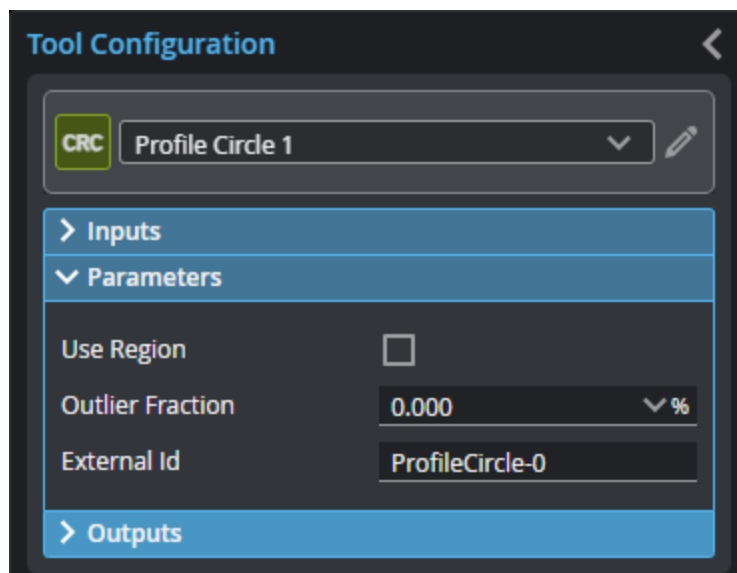 Tool Configuration
CRC Profile Circle 1
Inputs
Parameters
Use Region
Outlier Fraction 0.000 %
External Id ProfileCircle-0
Outputs